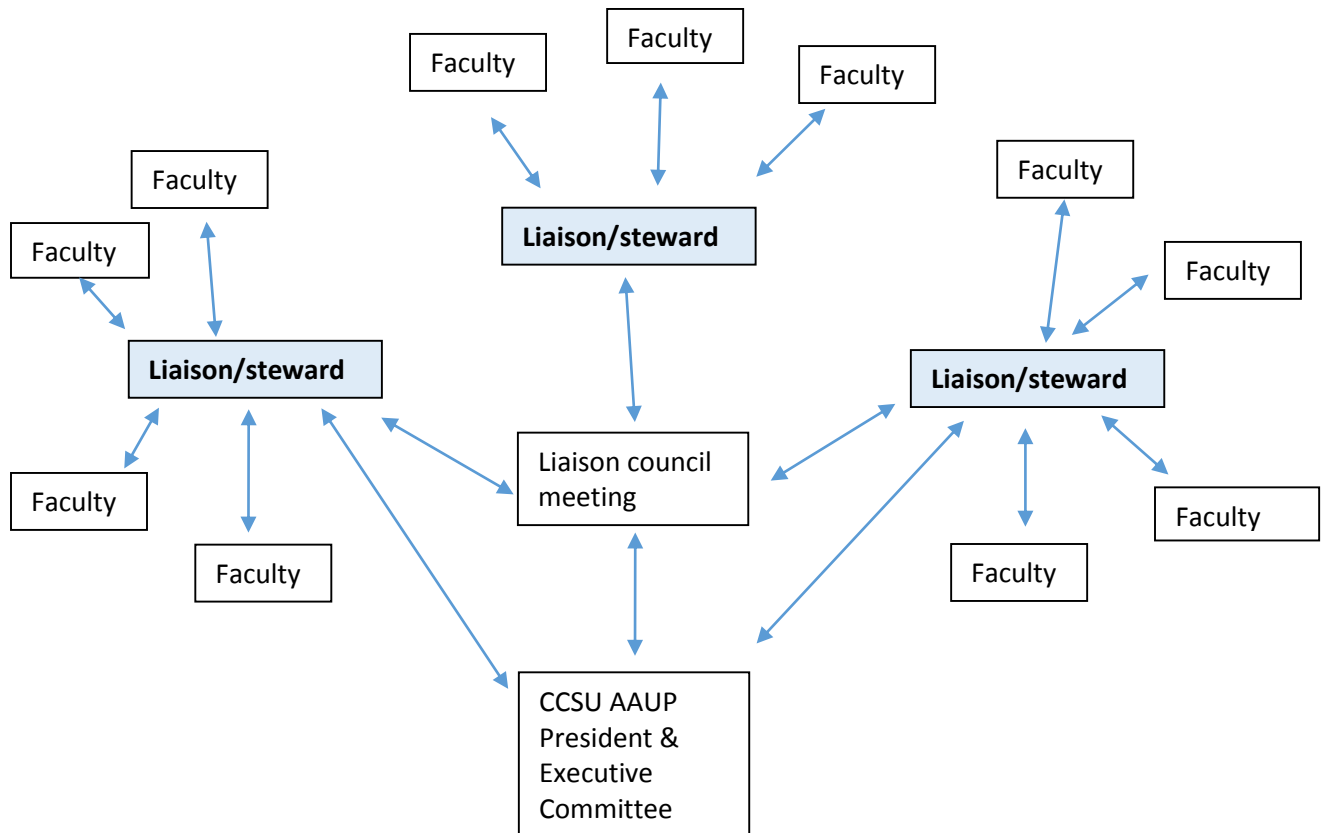 Faculty
Faculty
Faculty
Faculty
Faculty
Liaison/steward
Faculty
Faculty
Faculty
Liaison/steward
Liaison/steward
Liaison council
meeting
Faculty
Faculty
Faculty
Faculty
CCSU AAUP
President &
Executive
Committee